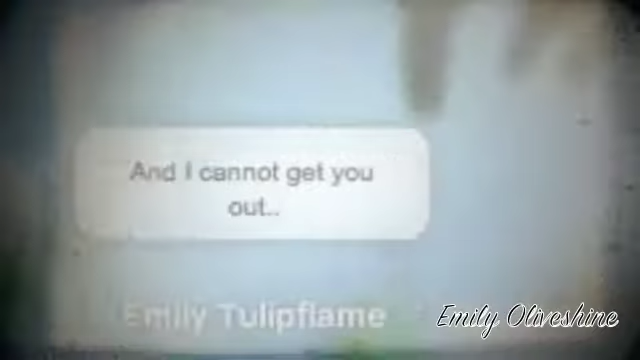 And I cannot get you
out..
Emily Tulipflame
Emily Oliveshine